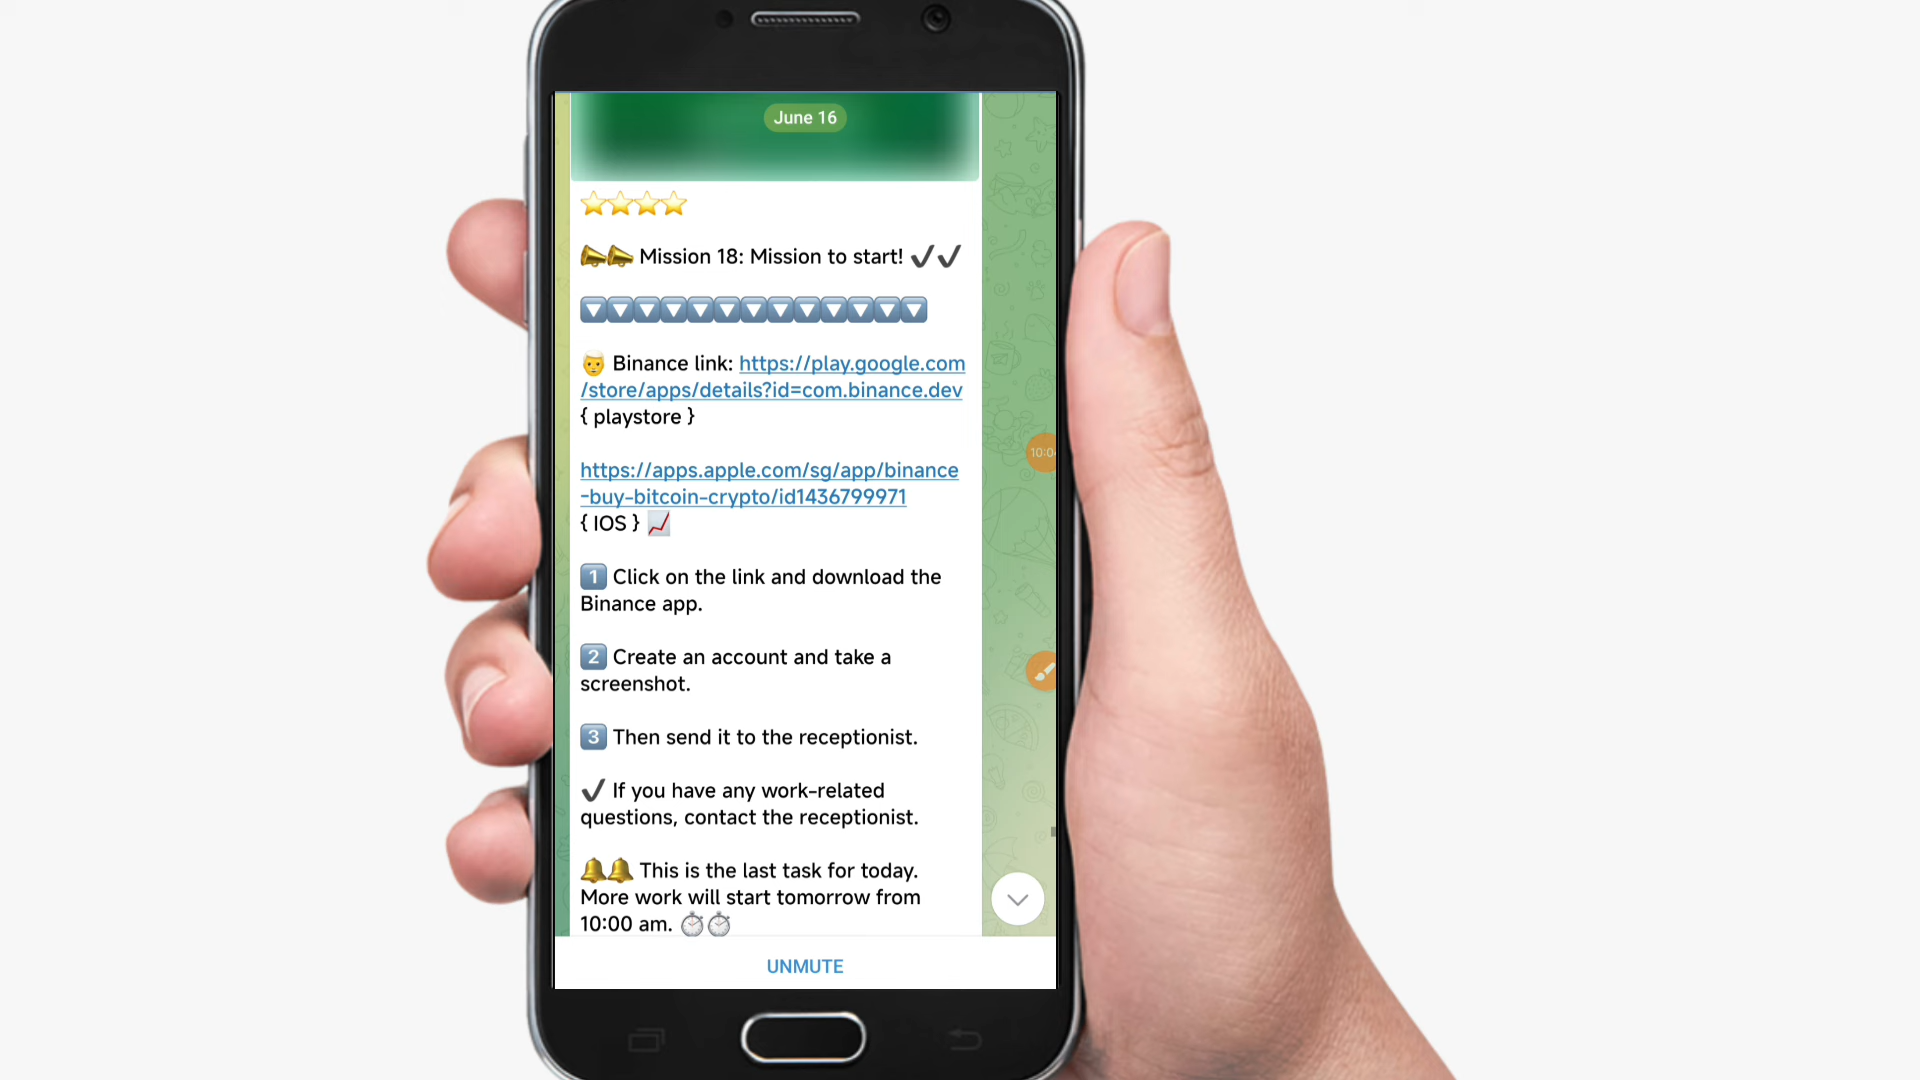 June 16
⭐⭐⭐⭐
Mission 18: Mission to start! ✔✔
Binance link: https://play.google.com
/store/apps/details?id=com.binance.dev
{ playstore }
https://apps.apple.com/sg/app/binance
-buy-bitcoin-crypto/id1436799971
{ IOS }
1 Click on the link and download the
Binance app.
2 Create an account and take a
screenshot.
3 Then send it to the receptionist.
✔ If you have any work-related
questions, contact the receptionist.
This is the last task for today.
More work will start tomorrow from
10:00 am.
UNMUTE